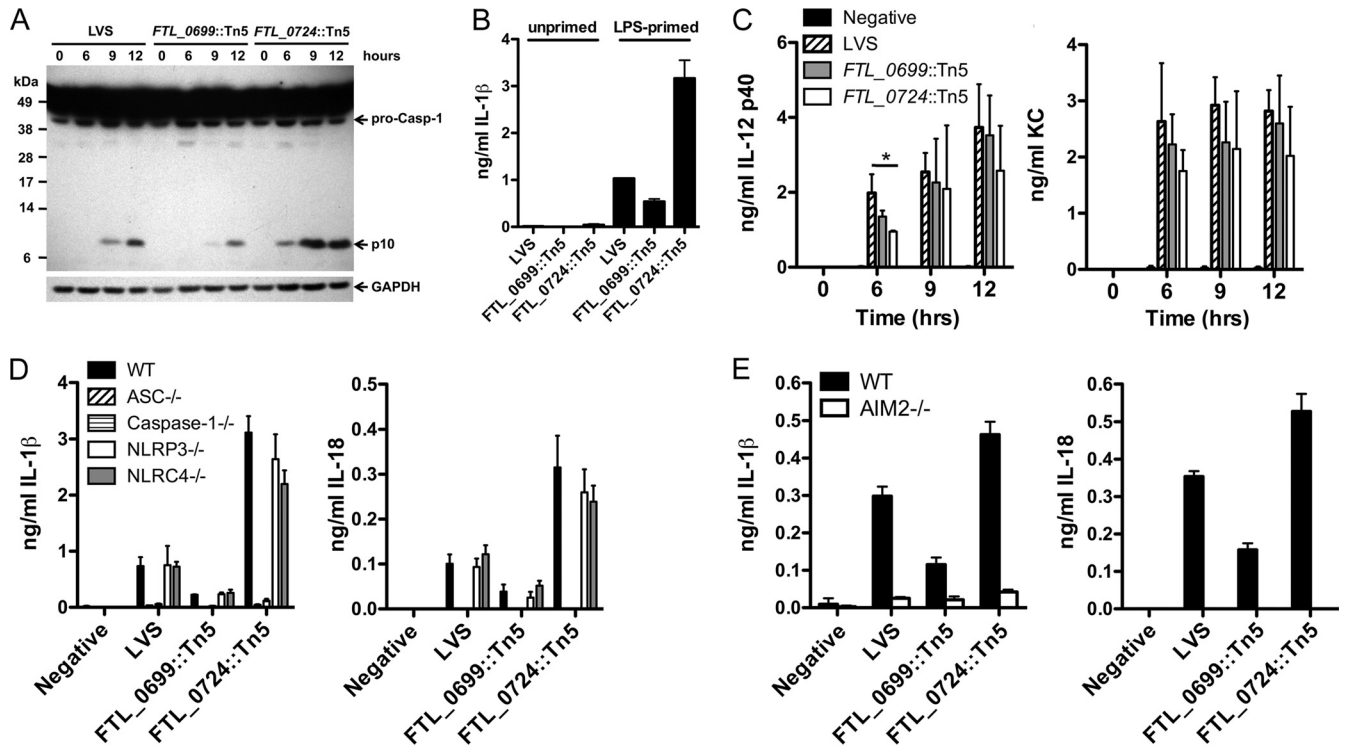 A
LVS FTL_0699::Tn5 FTL_0724::Tn5
0 6 9 12 0 6 9 12 0 6 9 12 hours
kDa
49
38
28
17
14
6
pro-Casp-1
p10
GAPDH
B
unprimed LPS-primed
ng/ml IL-1β
4
3
2
1
0
LVS
FTL_0699::Tn5
FTL_0724::Tn5
LVS
FTL_0699::Tn5
FTL_0724::Tn5
C
Negative
LVS
FTL_0699::Tn5
FTL_0724::Tn5
ng/ml IL-12 p40
6
4
2
0
*
0 6 9 12
Time (hrs)
ng/ml KC
4
3
2
1
0
0 6 9 12
Time (hrs)
D
WT
ASC-/-
Caspase-1-/-
NLRP3-/-
NLRC4-/-
ng/ml IL-1β
4
3
2
1
0
Negative
LVS
FTL_0699::Tn5
FTL_0724::Tn5
ng/ml IL-18
0.5
0.4
0.3
0.2
0.1
0.0
Negative
LVS
FTL_0699::Tn5
FTL_0724::Tn5
E
WT
AIM2-/-
ng/ml IL-1β
0.6
0.5
0.4
0.3
0.2
0.1
0.0
Negative
LVS
FTL_0699::Tn5
FTL_0724::Tn5
ng/ml IL-18
0.6
0.5
0.4
0.3
0.2
0.1
0.0
Negative
LVS
FTL_0699::Tn5
FTL_0724::Tn5